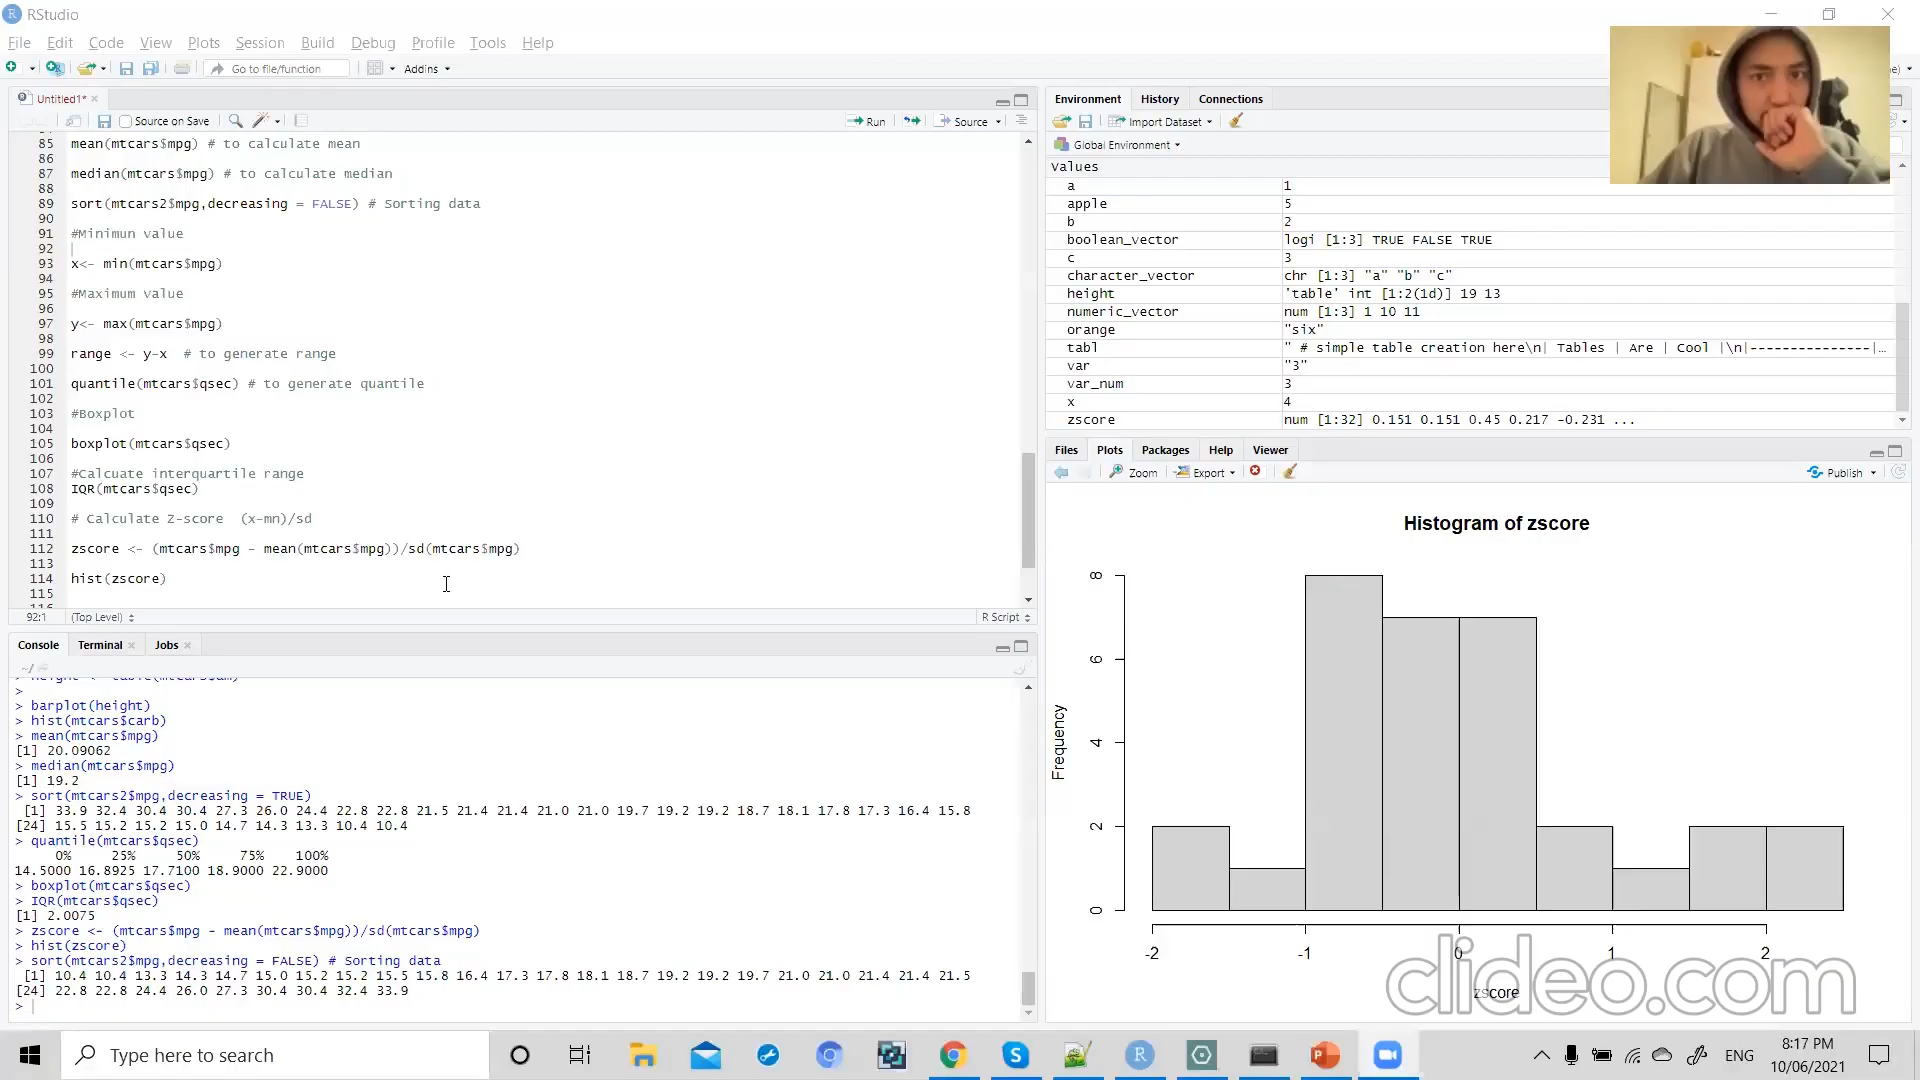 RStudio
File Edit Code View Plots Session Build Debug Profile Tools Help
Go to file/function Addins
Untitled1*
Source on Save Run Source
85 mean(mtcars$mpg) # to calculate mean
86
87 median(mtcars$mpg) # to calculate median
88
89 sort(mtcars2$mpg,decreasing = FALSE) # Sorting data
90
91 #Minimun value
92
93 x<- min(mtcars$mpg)
94
95 #Maximum value
96
97 y<- max(mtcars$mpg)
98
99 range <- y-x # to generate range
100
101 quantile(mtcars$qsec) # to generate quantile
102
103 #Boxplot
104
105 boxplot(mtcars$qsec)
106
107 #Calcuate interquartile range
108 IQR(mtcars$qsec)
109
110 # Calculate Z-score (x-mn)/sd
111
112 zscore <- (mtcars$mpg - mean(mtcars$mpg))/sd(mtcars$mpg)
113
114 hist(zscore)
115
92:1 (Top Level) R Script
Console Terminal Jobs
~/
>
> barplot(height)
> hist(mtcars$carb)
> mean(mtcars$mpg)
[1] 20.09062
> median(mtcars$mpg)
[1] 19.2
> sort(mtcars2$mpg,decreasing = TRUE)
[1] 33.9 32.4 30.4 30.4 27.3 26.0 24.4 22.8 22.8 21.5 21.4 21.4 21.0 21.0 19.7 19.2 19.2 18.7 18.1 17.8 17.3 16.4 15.8
[24] 15.5 15.2 15.2 15.0 14.7 14.3 13.3 10.4 10.4
> quantile(mtcars$qsec)
0% 25% 50% 75% 100%
14.5000 16.8925 17.7100 18.9000 22.9000
> boxplot(mtcars$qsec)
> IQR(mtcars$qsec)
[1] 2.0075
> zscore <- (mtcars$mpg - mean(mtcars$mpg))/sd(mtcars$mpg)
> hist(zscore)
> sort(mtcars2$mpg,decreasing = FALSE) # Sorting data
[1] 10.4 10.4 13.3 14.3 14.7 15.0 15.2 15.2 15.5 15.8 16.4 17.3 17.8 18.1 18.7 19.2 19.2 19.7 21.0 21.0 21.4 21.4 21.5
[24] 22.8 22.8 24.4 26.0 27.3 30.4 30.4 32.4 33.9
>
Environment History Connections
Import Dataset
Global Environment
Values
a 1
apple 5
b 2
boolean_vector logi [1:3] TRUE FALSE TRUE
c 3
character_vector chr [1:3] "a" "b" "c"
height 'table' int [1:2(1d)] 19 13
numeric_vector num [1:3] 1 10 11
orange "six"
tabl " # simple table creation here\n| Tables | Are | Cool |\n|---------------|…
var "3"
var_num 3
x 4
zscore num [1:32] 0.151 0.151 0.45 0.217 -0.231 ...
Files Plots Packages Help Viewer
Zoom Export Publish
Histogram of zscore
Frequency
8
6
4
2
0
-2 -1 0 1 2
zscore
clideo.com
Type here to search
ENG
8:17 PM
10/06/2021